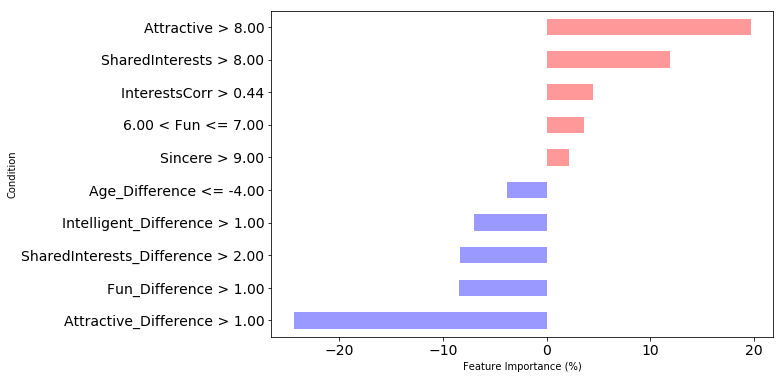 Attractive > 8.00
SharedInterests > 8.00
InterestsCorr > 0.44
6.00 < Fun <= 7.00
Sincere > 9.00
Age_Difference <= -4.00
Intelligent_Difference > 1.00
SharedInterests_Difference > 2.00
Fun_Difference > 1.00
Attractive_Difference > 1.00
Condition
−20 −10 0 10 20
Feature Importance (%)